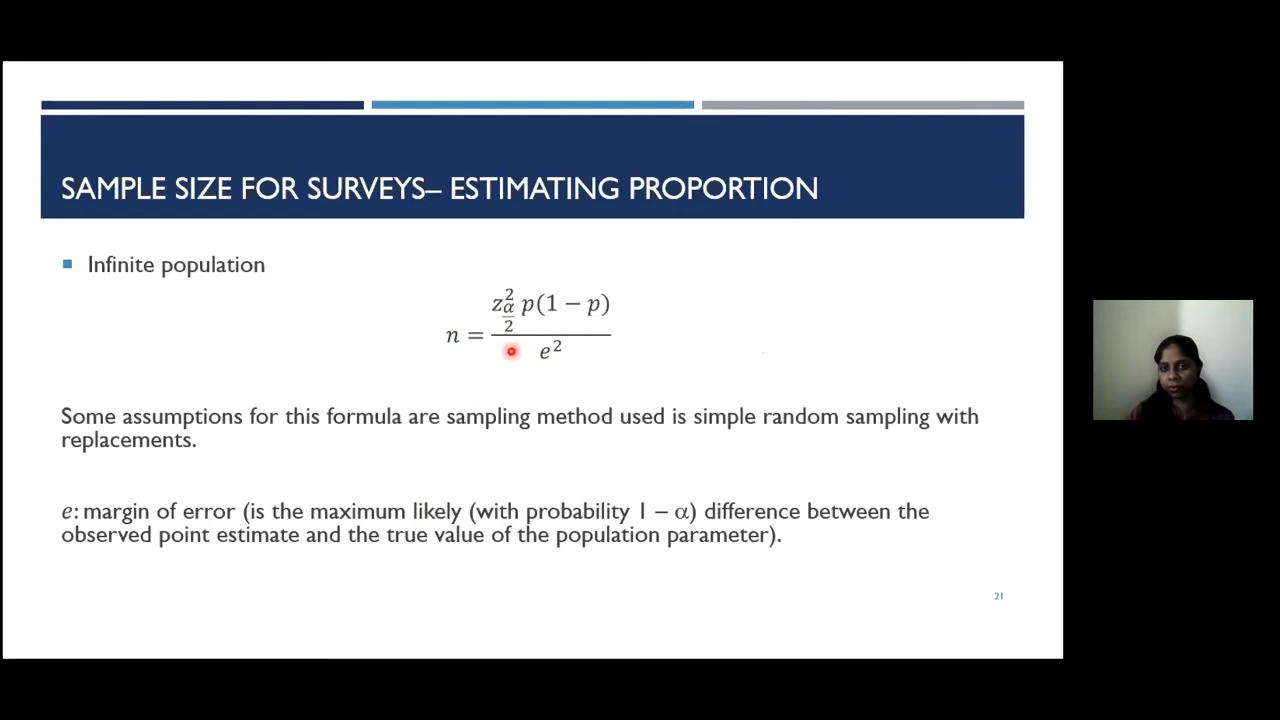 SAMPLE SIZE FOR SURVEYS– ESTIMATING PROPORTION
Infinite population
n = z²_{α/2} p(1 − p) / e²
Some assumptions for this formula are sampling method used is simple random sampling with
replacements.
e: margin of error (is the maximum likely (with probability 1 – α) difference between the
observed point estimate and the true value of the population parameter).
21